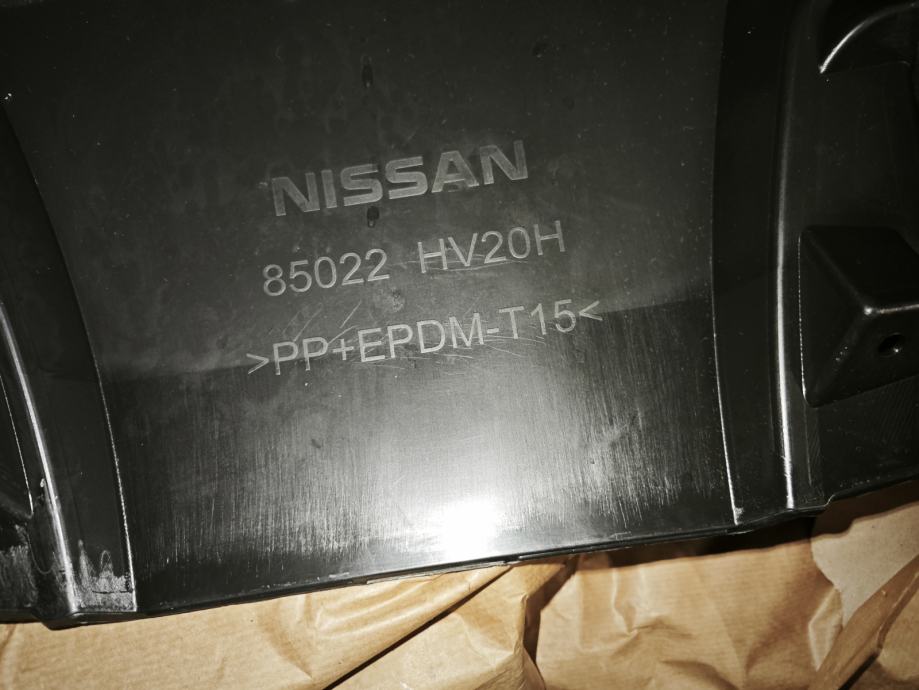 NISSAN
85022 HV20H
>PP+EPDM-T15<